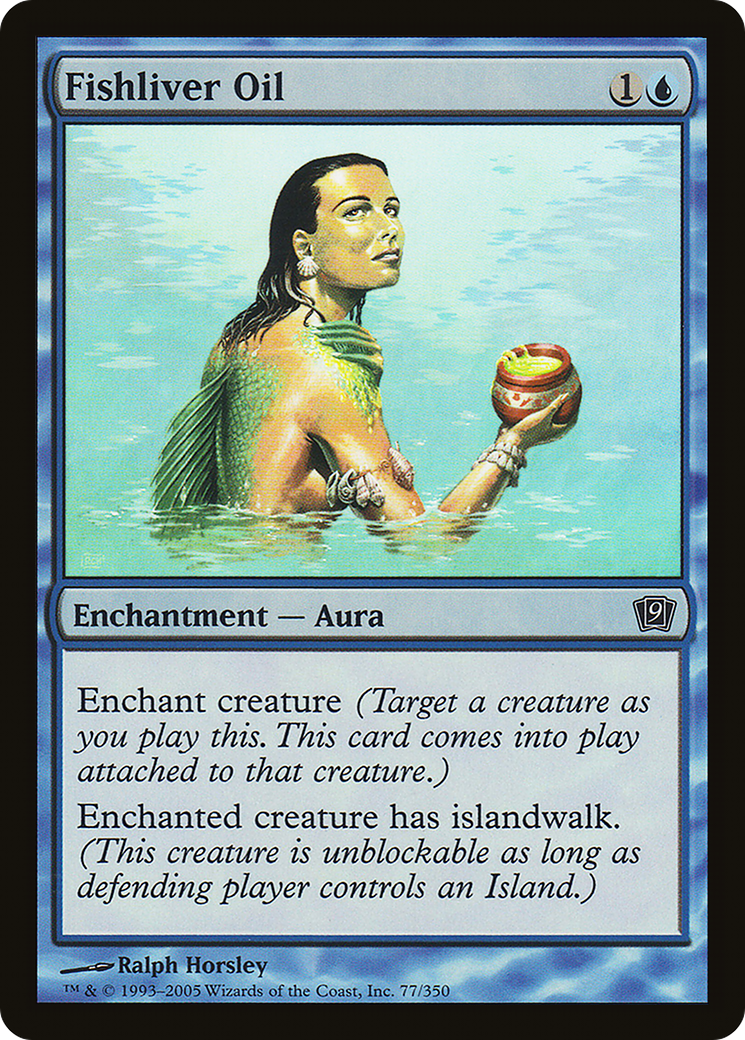 Fishliver Oil 1
Enchantment — Aura 9
Enchant creature (Target a creature as
you play this. This card comes into play
attached to that creature.)
Enchanted creature has islandwalk.
(This creature is unblockable as long as
defending player controls an Island.)
Ralph Horsley
™ & © 1993–2005 Wizards of the Coast, Inc. 77/350